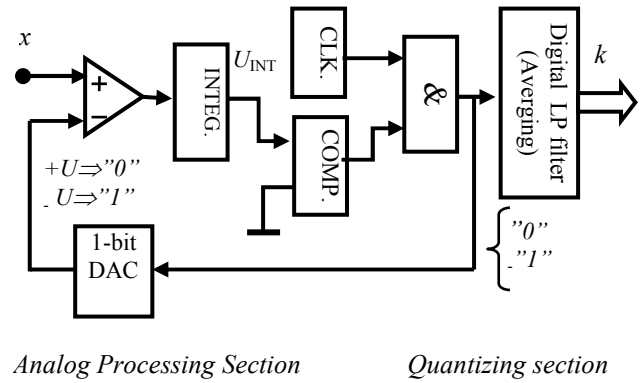 x
+
−
INTEG.
U INT
CLK.
COMP.
&
Digital LP filter
(Averging)
k
+U⇒"0"
- U⇒"1"
1-bit
DAC
"0"
-"1"
Analog Processing Section
Quantizing section